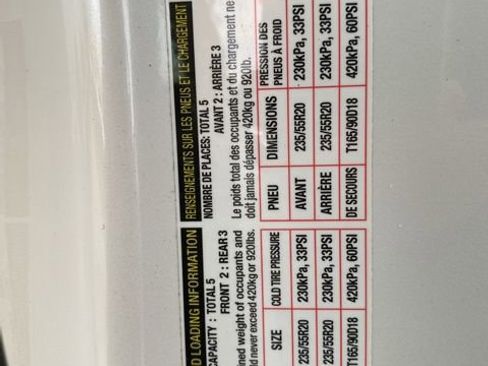 LOADING INFORMATION
CAPACITY : TOTAL 5
FRONT 2 : REAR 3
weight of occupants and
never exceed 420kg or 920lbs.
SIZE COLD TIRE PRESSURE
235/55R20 230kPa, 33PSI
235/55R20 230kPa, 33PSI
T165/90D18 420kPa, 60PSI
RENSEIGNEMENTS SUR LES PNEUS ET LE CHARGEMENT
NOMBRE DE PLACES: TOTAL 5
AVANT 2 : ARRIÈRE 3
Le poids total des occupants et du chargement ne
doit jamais dépasser 420kg ou 920lb.
PNEU DIMENSIONS PRESSION DES
PNEUS À FROID
AVANT 235/55R20 230kPa, 33PSI
ARRIÈRE 235/55R20 230kPa, 33PSI
DE SECOURS T165/90D18 420kPa, 60PSI